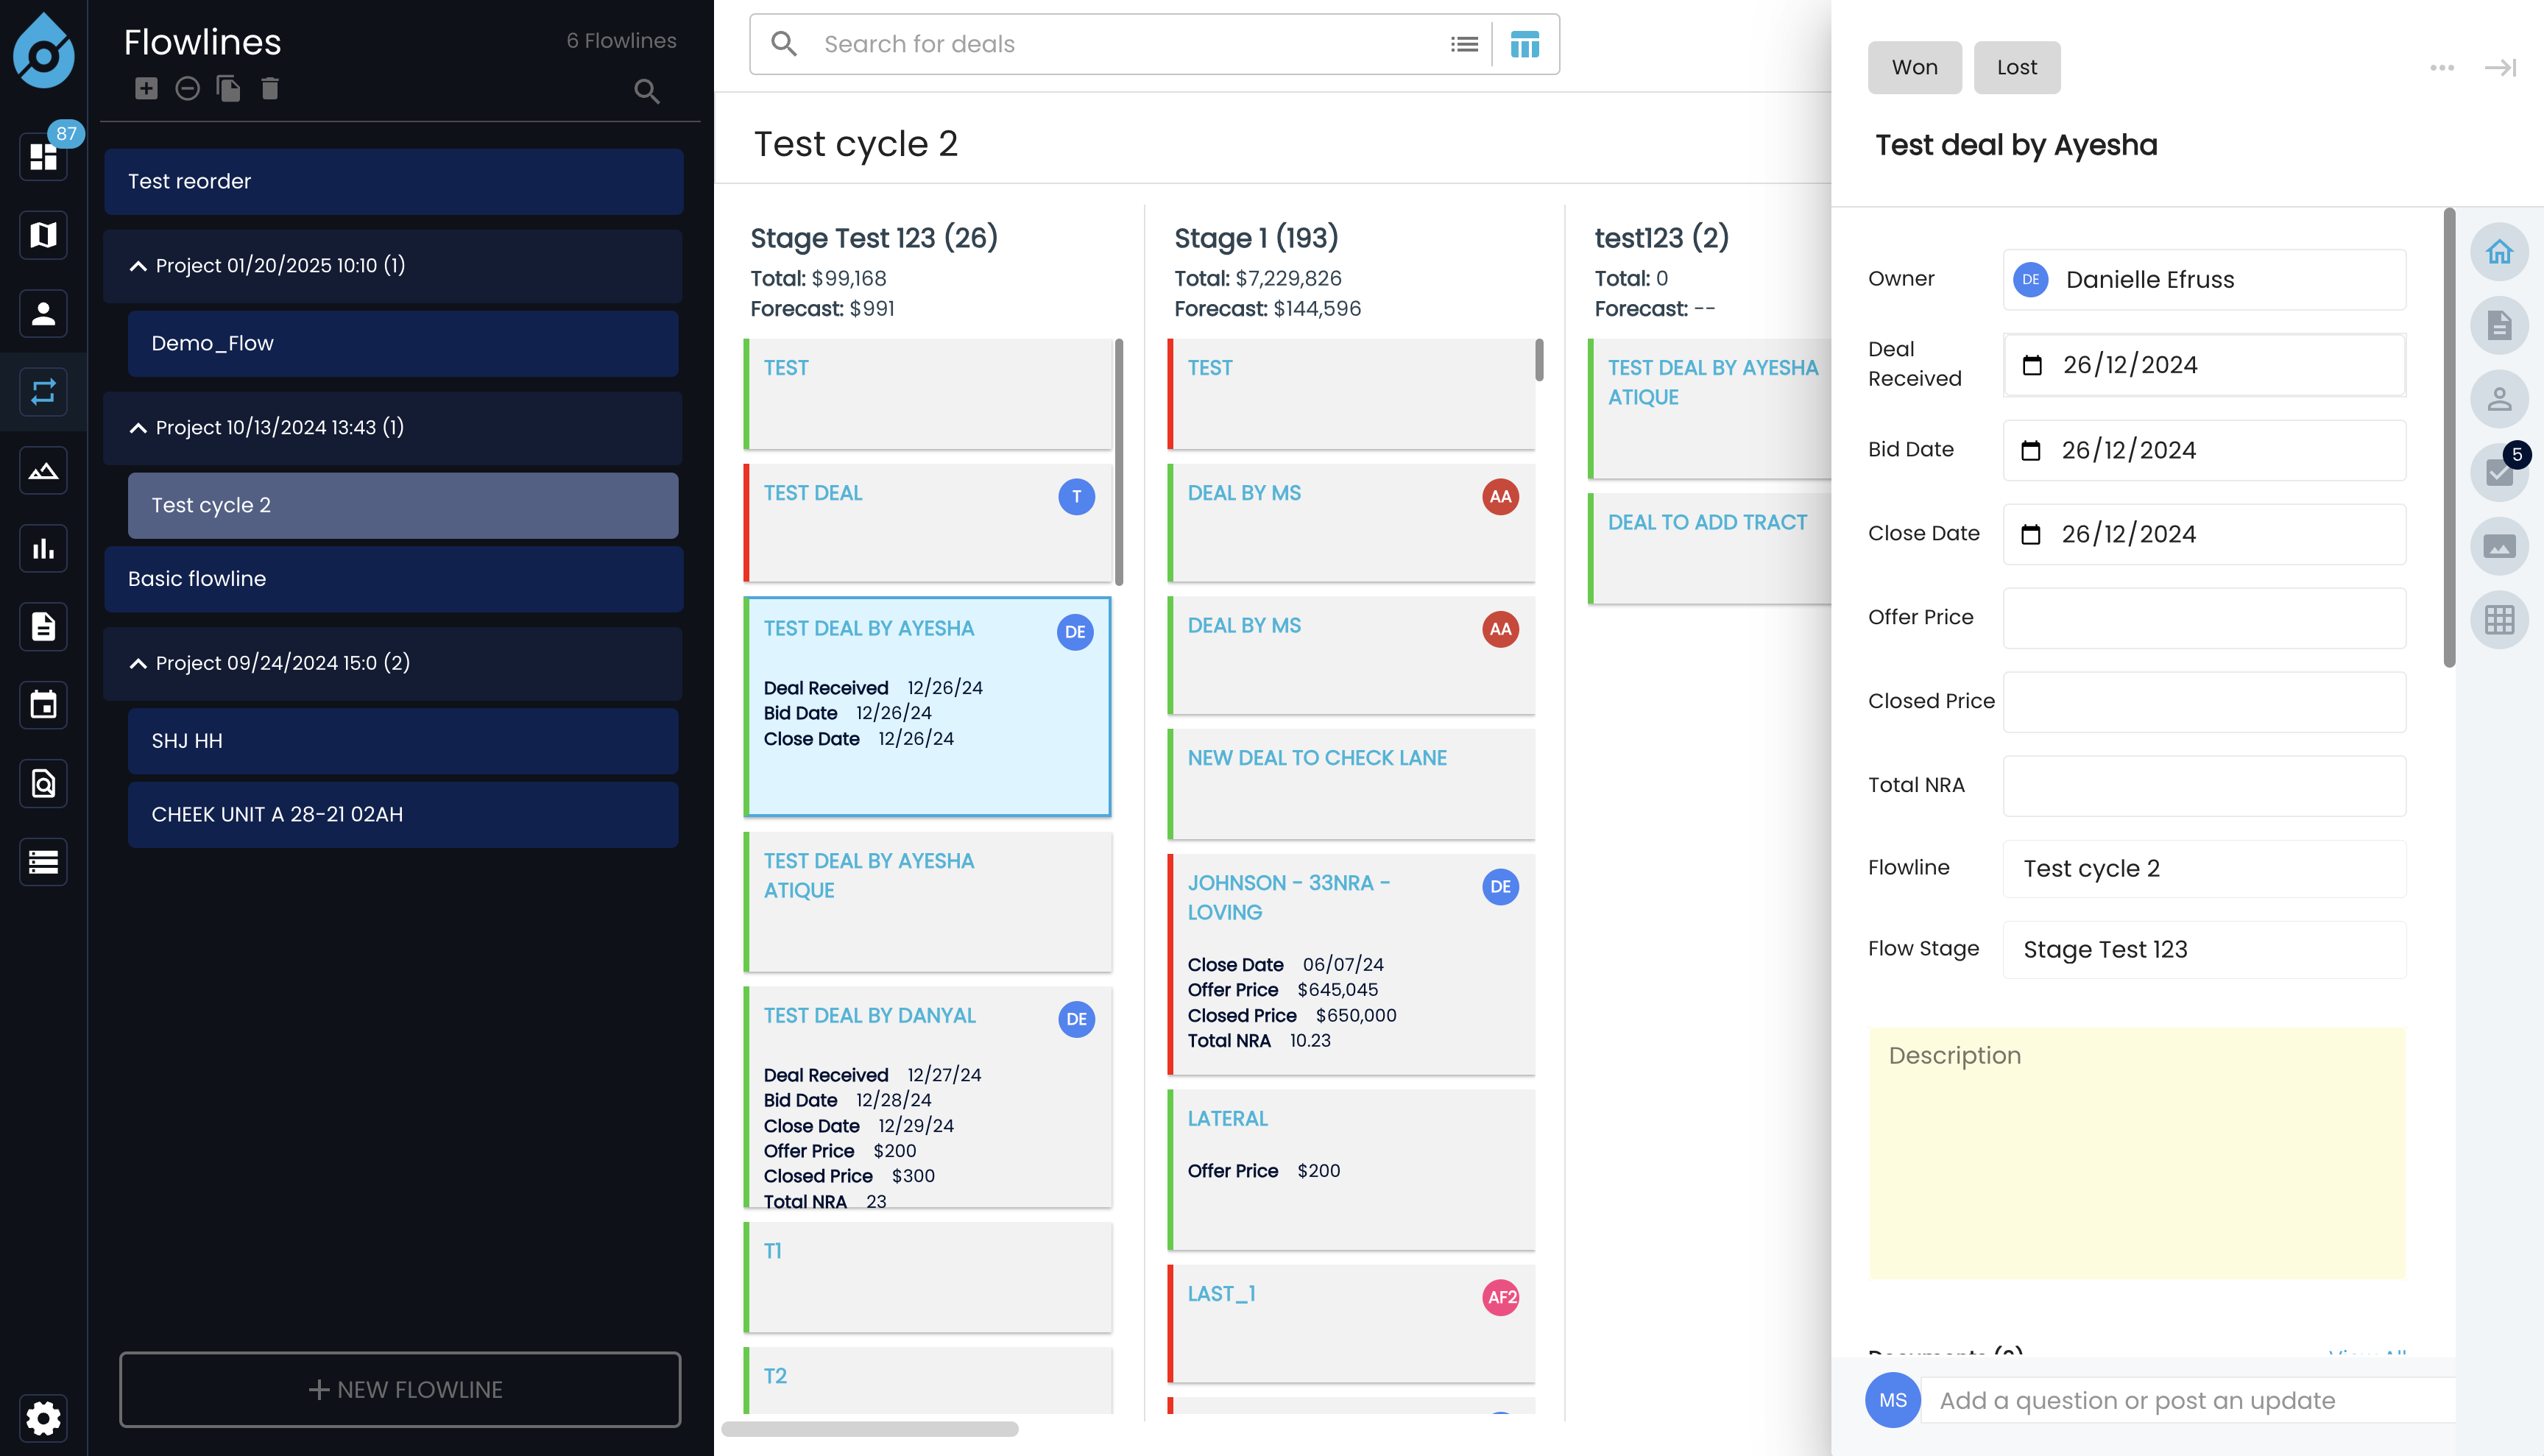 Flowlines
6 Flowlines
87
Test reorder
Project 01/20/2025 10:10 (1)
Demo_Flow
Project 10/13/2024 13:43 (1)
Test cycle 2
Basic flowline
Project 09/24/2024 15:0 (2)
SHJ HH
CHEEK UNIT A 28-21 02AH
NEW FLOWLINE
Search for deals
Test cycle 2
Stage Test 123 (26)
Total: $99,168
Forecast: $991
TEST
TEST DEAL
T
TEST DEAL BY AYESHA
DE
Deal Received 12/26/24
Bid Date 12/26/24
Close Date 12/26/24
TEST DEAL BY AYESHA
ATIQUE
TEST DEAL BY DANYAL
DE
Deal Received 12/27/24
Bid Date 12/28/24
Close Date 12/29/24
Offer Price $200
Closed Price $300
Total NRA 23
T1
T2
Stage 1 (193)
Total: $7,229,826
Forecast: $144,596
TEST
DEAL BY MS
AA
DEAL BY MS
AA
NEW DEAL TO CHECK LANE
JOHNSON - 33NRA -
LOVING
DE
Close Date 06/07/24
Offer Price $645,045
Closed Price $650,000
Total NRA 10.23
LATERAL
Offer Price $200
LAST_1
AF2
test123 (2)
Total: 0
Forecast: --
TEST DEAL BY AYESHA
ATIQUE
DEAL TO ADD TRACT
Won
Lost
Test deal by Ayesha
Owner
DE
Danielle Efruss
Deal
Received
26/12/2024
Bid Date
26/12/2024
Close Date
26/12/2024
Offer Price
Closed Price
Total NRA
Flowline
Test cycle 2
Flow Stage
Stage Test 123
Description
View All
MS
Add a question or post an update
5